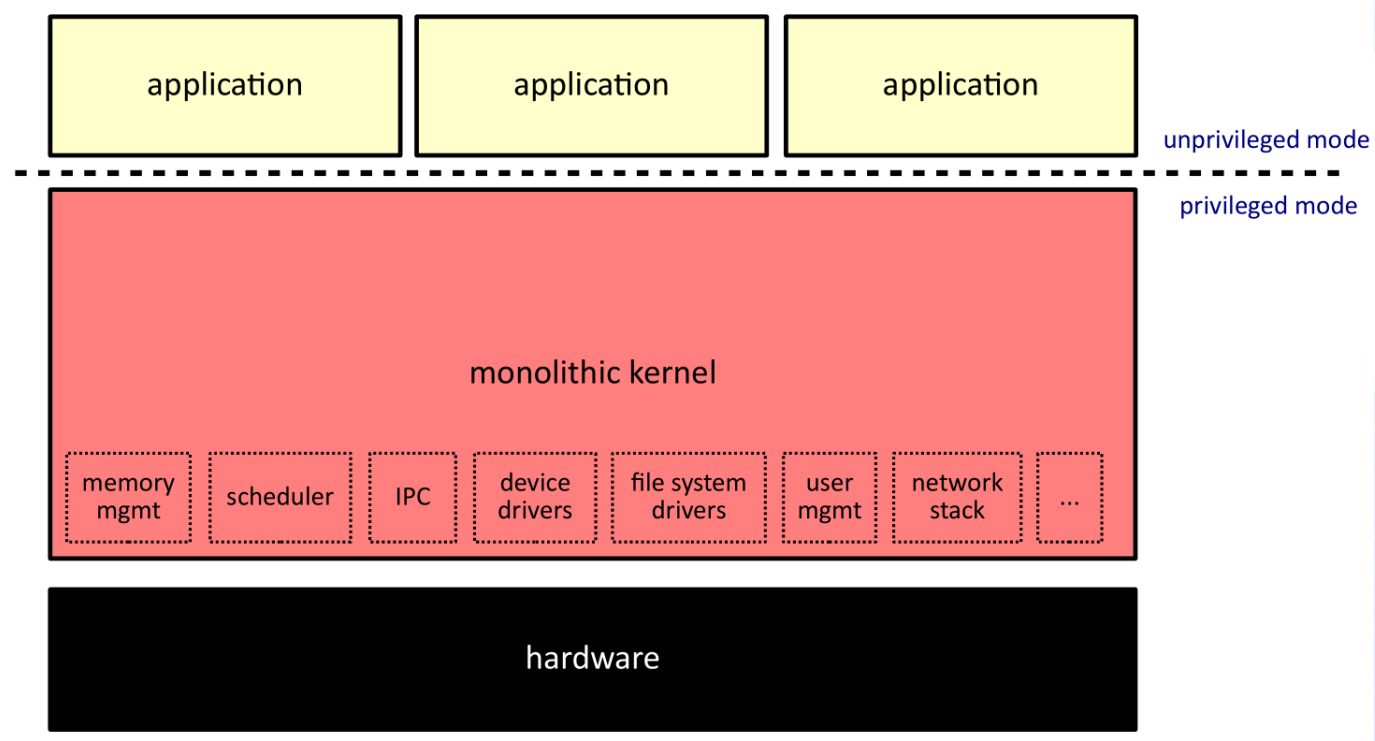 application
application
application
unprivileged mode
privileged mode
monolithic kernel
memory
mgmt
scheduler
IPC
device
drivers
file system
drivers
user
mgmt
network
stack
...
hardware